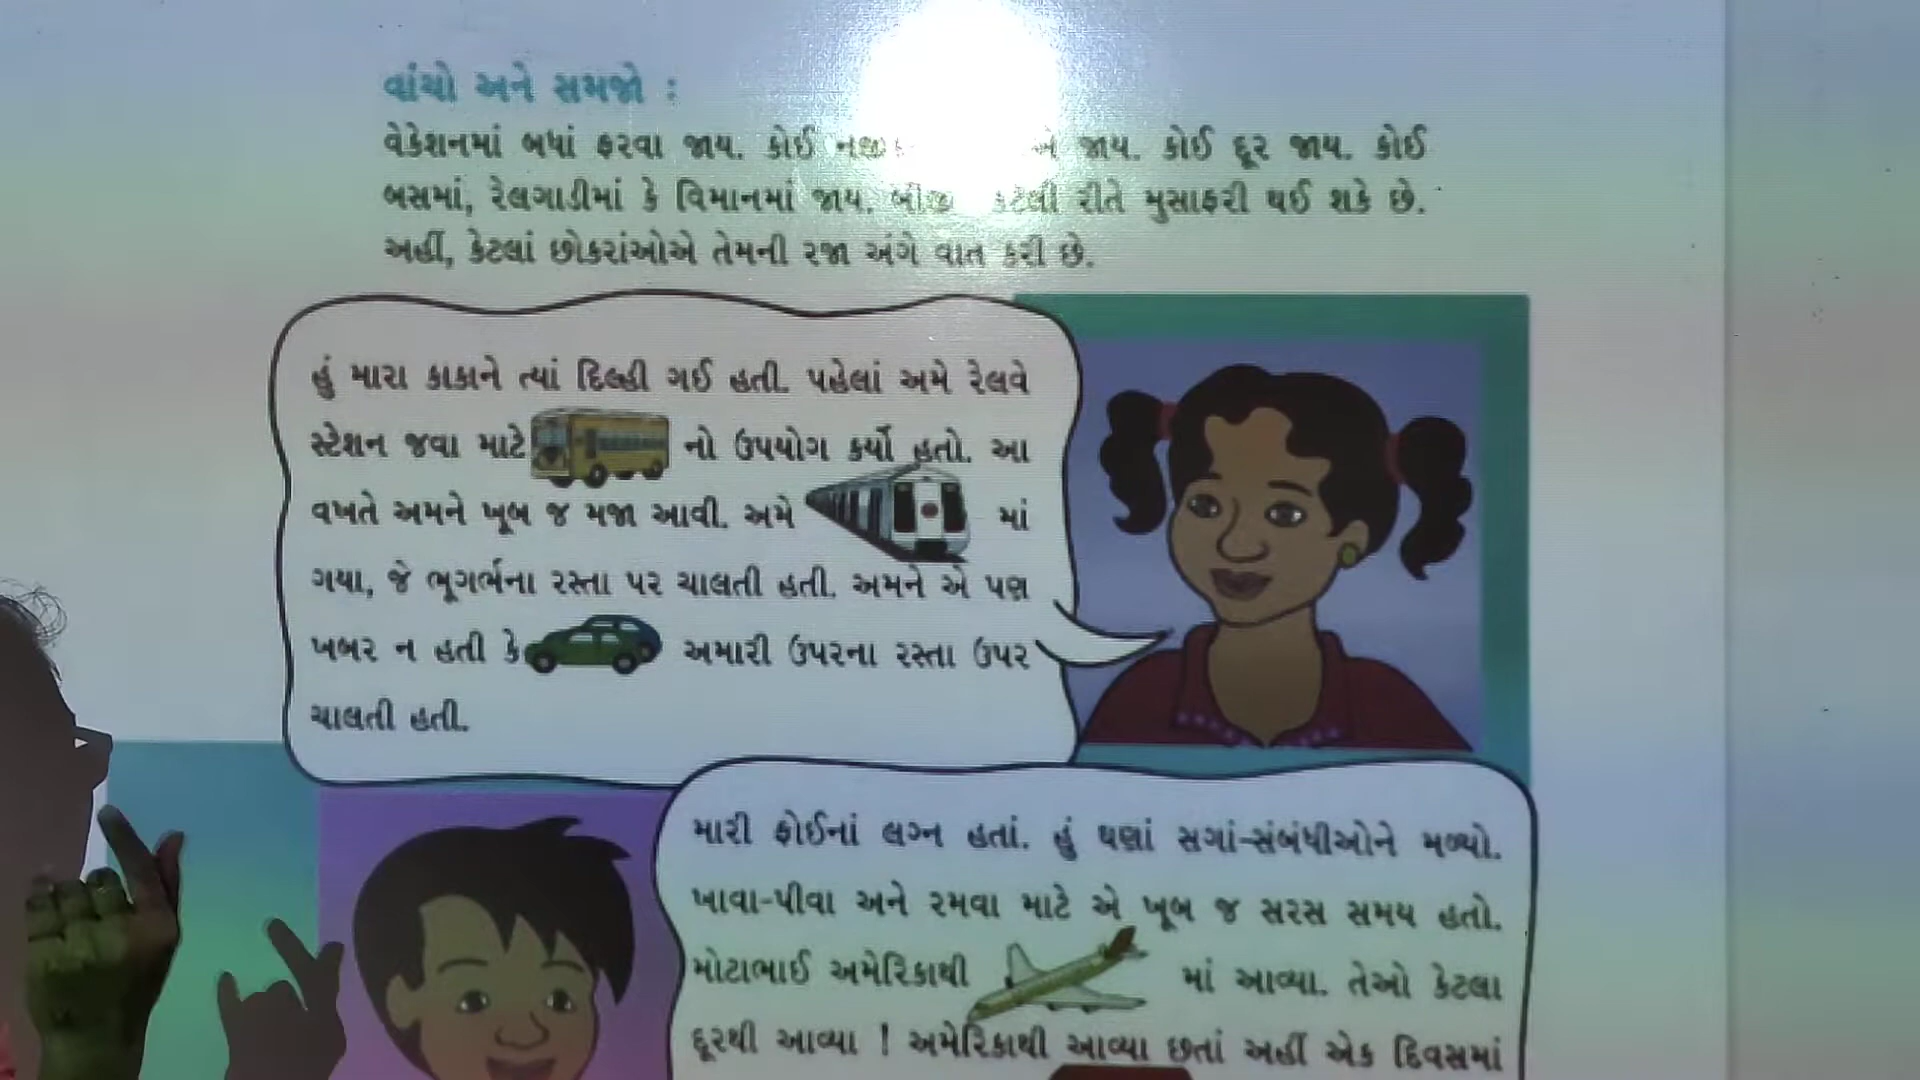 વાંચો અને સમજો :
વેકેશનમાં બધાં ફરવા જાય. કોઈ જાય. કોઈ દૂર જાય. કોઈ
બસમાં, રેલગાડીમાં કે વિમાનમાં જાય. બીજી કેટલી રીતે મુસાફરી થઈ શકે છે.
અહીં, કેટલાં છોકરાંઓએ તેમની રજા અંગે વાત કરી છે.
હું મારા કાકાને ત્યાં દિલ્હી ગઈ હતી. પહેલાં અમે રેલવે
સ્ટેશન જવા માટે નો ઉપયોગ કર્યો હતો. આ
વખતે અમને ખૂબ જ મજા આવી. અમે માં
ગયા, જે ભૂગર્ભના રસ્તા પર ચાલતી હતી. અમને એ પણ
ખબર ન હતી કે અમારી ઉપરના રસ્તા ઉપર
ચાલતી હતી.
મારી ફોઈનાં લગ્ન હતાં. હું ઘણાં સગાં-સંબંધીઓને મળ્યો.
ખાવા-પીવા અને રમવા માટે એ ખૂબ જ સરસ સમય હતો.
મોટાભાઈ અમેરિકાથી માં આવ્યા. તેઓ કેટલા
દૂરથી આવ્યા ! અમેરિકાથી આવ્યા છતાં અહીં એક દિવસમાં